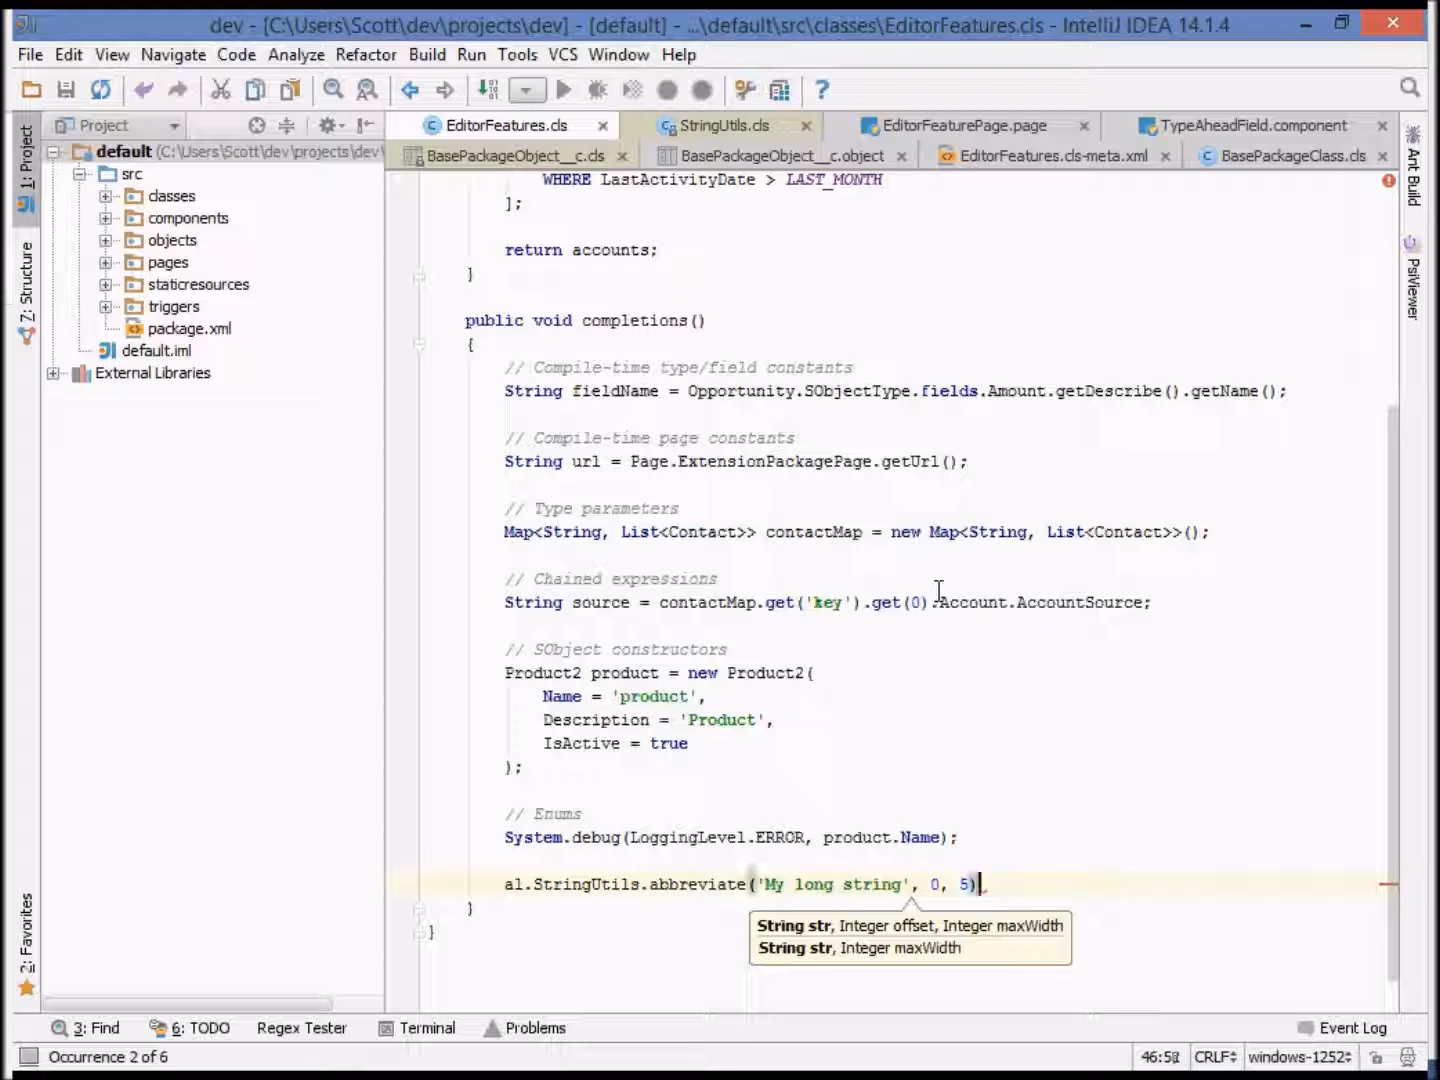 dev - [C:\Users\Scott\dev\projects\dev] - [default] - ...\default\src\classes\EditorFeatures.cls - IntelliJ IDEA 14.1.4
File Edit View Navigate Code Analyze Refactor Build Run Tools VCS Window Help
Project
EditorFeatures.cls StringUtils.cls EditorFeaturePage.page TypeAheadField.component
BasePackageObject__c.cls BasePackageObject__c.object EditorFeatures.cls-meta.xml BasePackageClass.cls
1: Project
Z: Structure
2: Favorites
default (C:\Users\Scott\dev\projects\dev\
src
classes
components
objects
pages
staticresources
triggers
package.xml
default.iml
External Libraries
WHERE LastActivityDate > LAST_MONTH
];
return accounts;
}
public void completions()
{
// Compile-time type/field constants
String fieldName = Opportunity.SObjectType.fields.Amount.getDescribe().getName();
// Compile-time page constants
String url = Page.ExtensionPackagePage.getUrl();
// Type parameters
Map<String, List<Contact>> contactMap = new Map<String, List<Contact>>();
// Chained expressions
String source = contactMap.get('key').get(0).Account.AccountSource;
// SObject constructors
Product2 product = new Product2(
Name = 'product',
Description = 'Product',
IsActive = true
);
// Enums
System.debug(LoggingLevel.ERROR, product.Name);
al.StringUtils.abbreviate('My long string', 0, 5)
}
}
String str, Integer offset, Integer maxWidth
String str, Integer maxWidth
Ant Build
PsiViewer
3: Find 6: TODO Regex Tester Terminal Problems Event Log
Occurrence 2 of 6 46:52 CRLF windows-1252